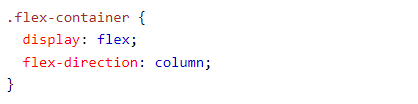 .flex-container {
  display: flex;
  flex-direction: column;
}